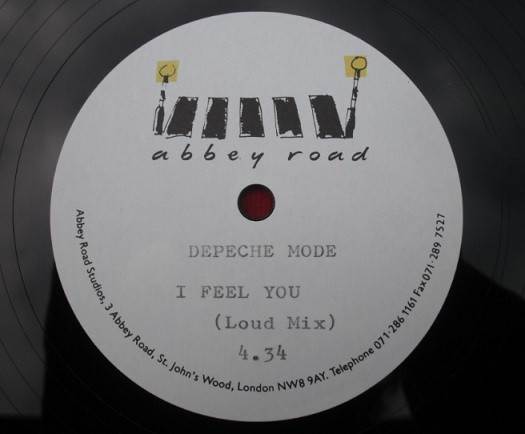 abbey road
DEPECHE MODE
I FEEL YOU
(Loud Mix)
4.34
Abbey Road Studios, 3 Abbey Road, St. John's Wood, London NW8 9AY. Telephone 071-286 1161 Fax 071-289 7527